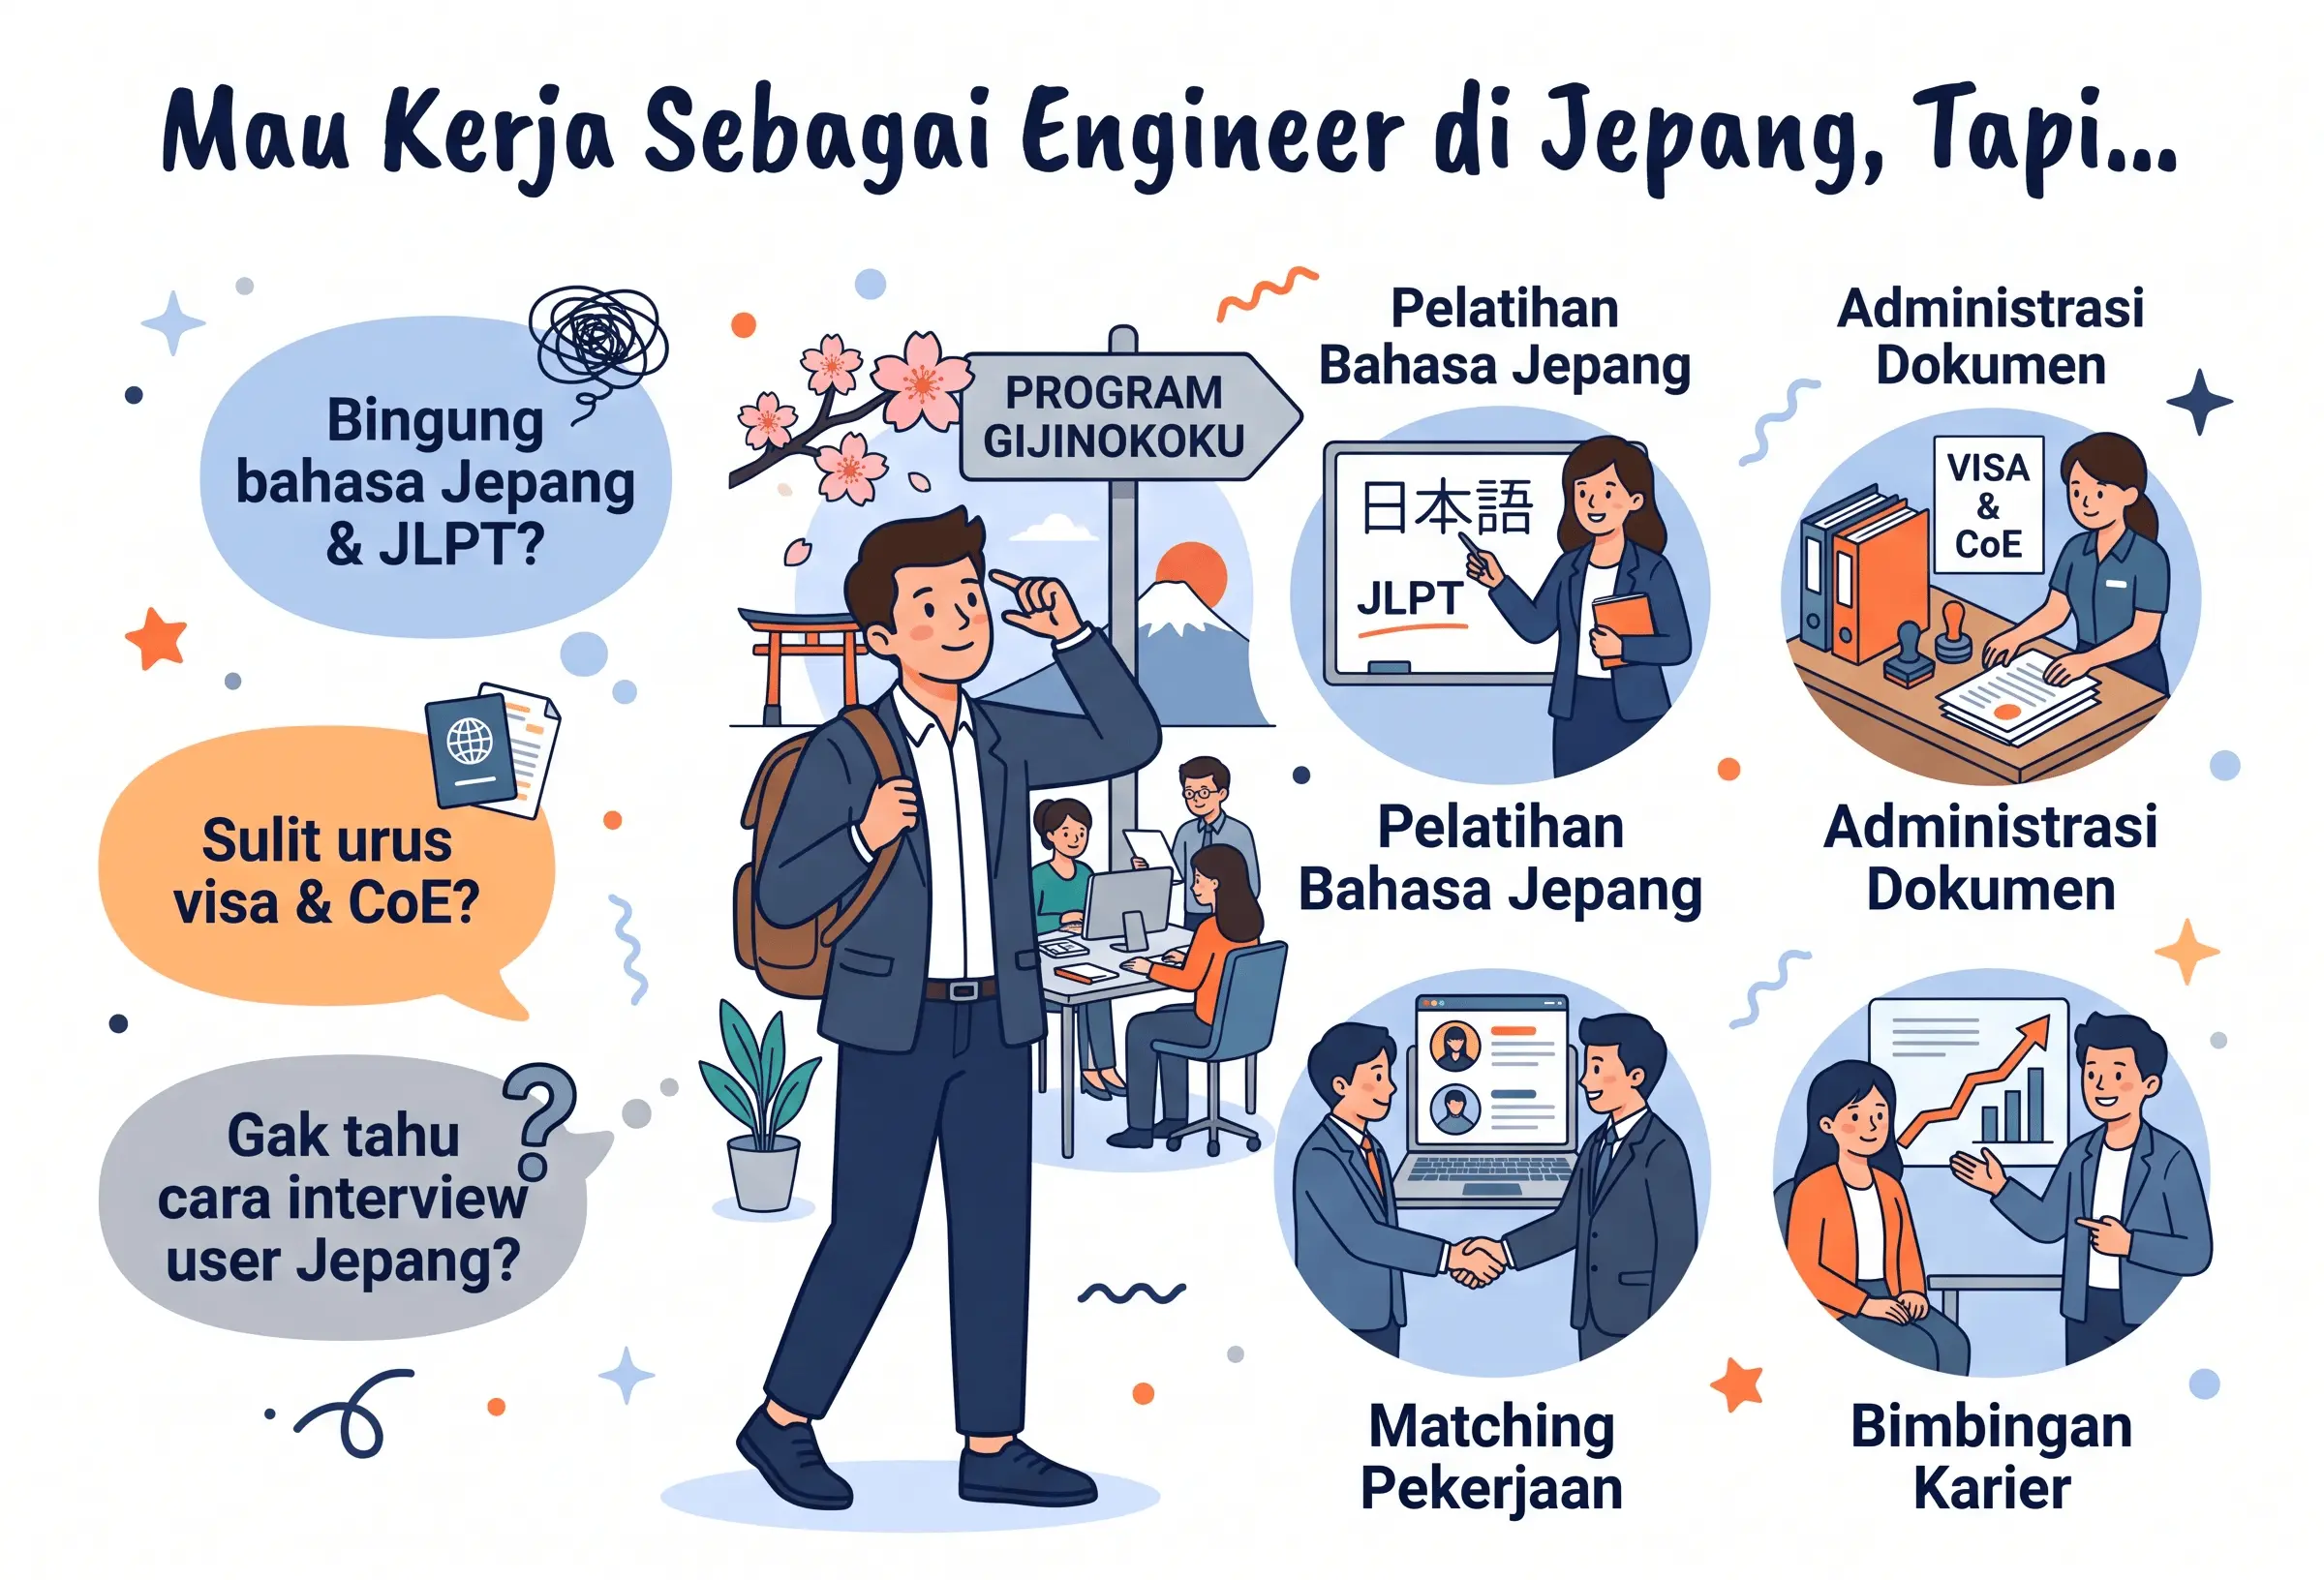 Mau Kerja Sebagai Engineer di Jepang, Tapi...
Bingung
bahasa Jepang
& JLPT?
Sulit urus
visa & CoE?
Gak tahu
cara interview
user Jepang?
?
PROGRAM
GIJINOKOKU
Pelatihan
Bahasa Jepang
日本語
JLPT
Pelatihan
Bahasa Jepang
Administrasi
Dokumen
VISA
&
CoE
Administrasi
Dokumen
Matching
Pekerjaan
Bimbingan
Karier